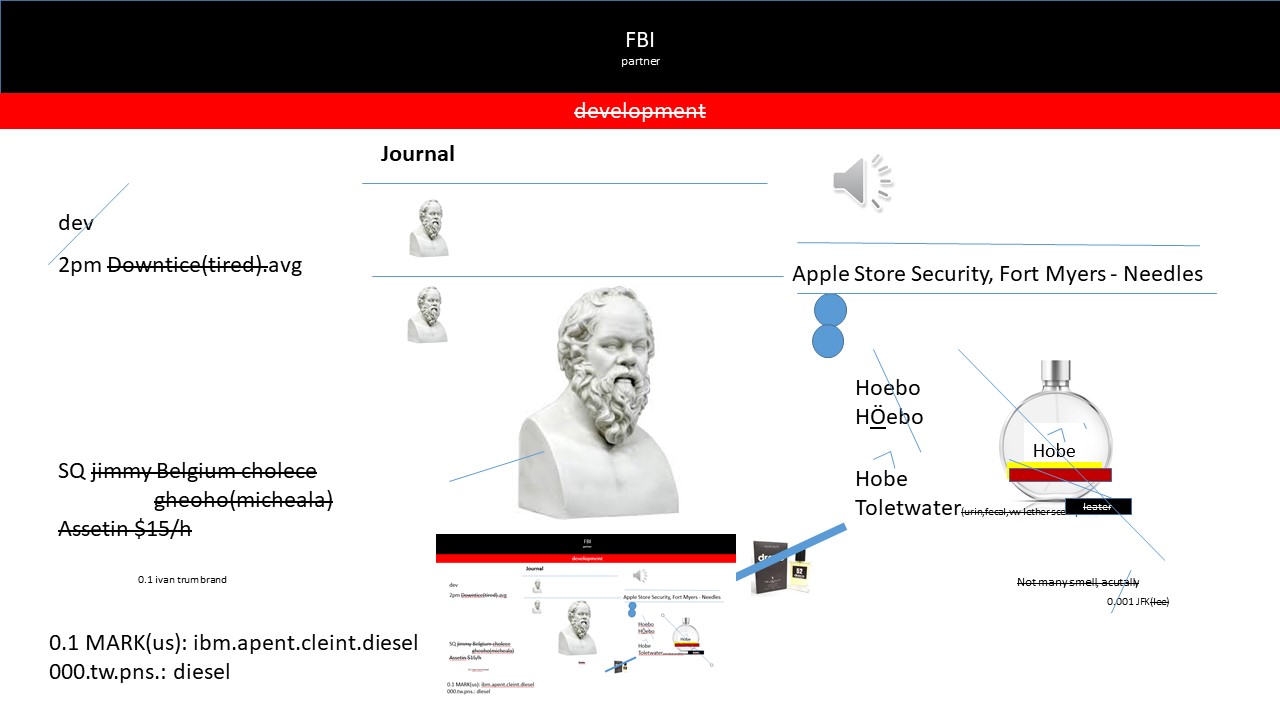 FBI
partner
development
Journal
dev
2pm Downtice(tired).avg
Apple Store Security, Fort Myers - Needles
Hoebo
HÖebo
Hobe
Hobe
Toletwater(urin,fecal,vv lether
leater
SQ jimmy Belgium cholece
gheoho(micheala)
Assetin $15/h
0.1 ivan trum brand
Not many smell, acutally
0,001 JFK(lee)
0.1 MARK(us): ibm.apent.cleint.diesel
000.tw.pns.: diesel
52
FBI
partner
development
Journal
dev
2pm Downtice(tired).avg
Apple Store Security, Fort Myers - Needles
Hoebo
HÖebo
Hobe
Hobe
Toletwater
SQ jimmy Belgium cholece
gheoho(micheala)
Assetin $15/h
0.1 MARK(us): ibm.apent.cleint.diesel
000.tw.pns.: diesel